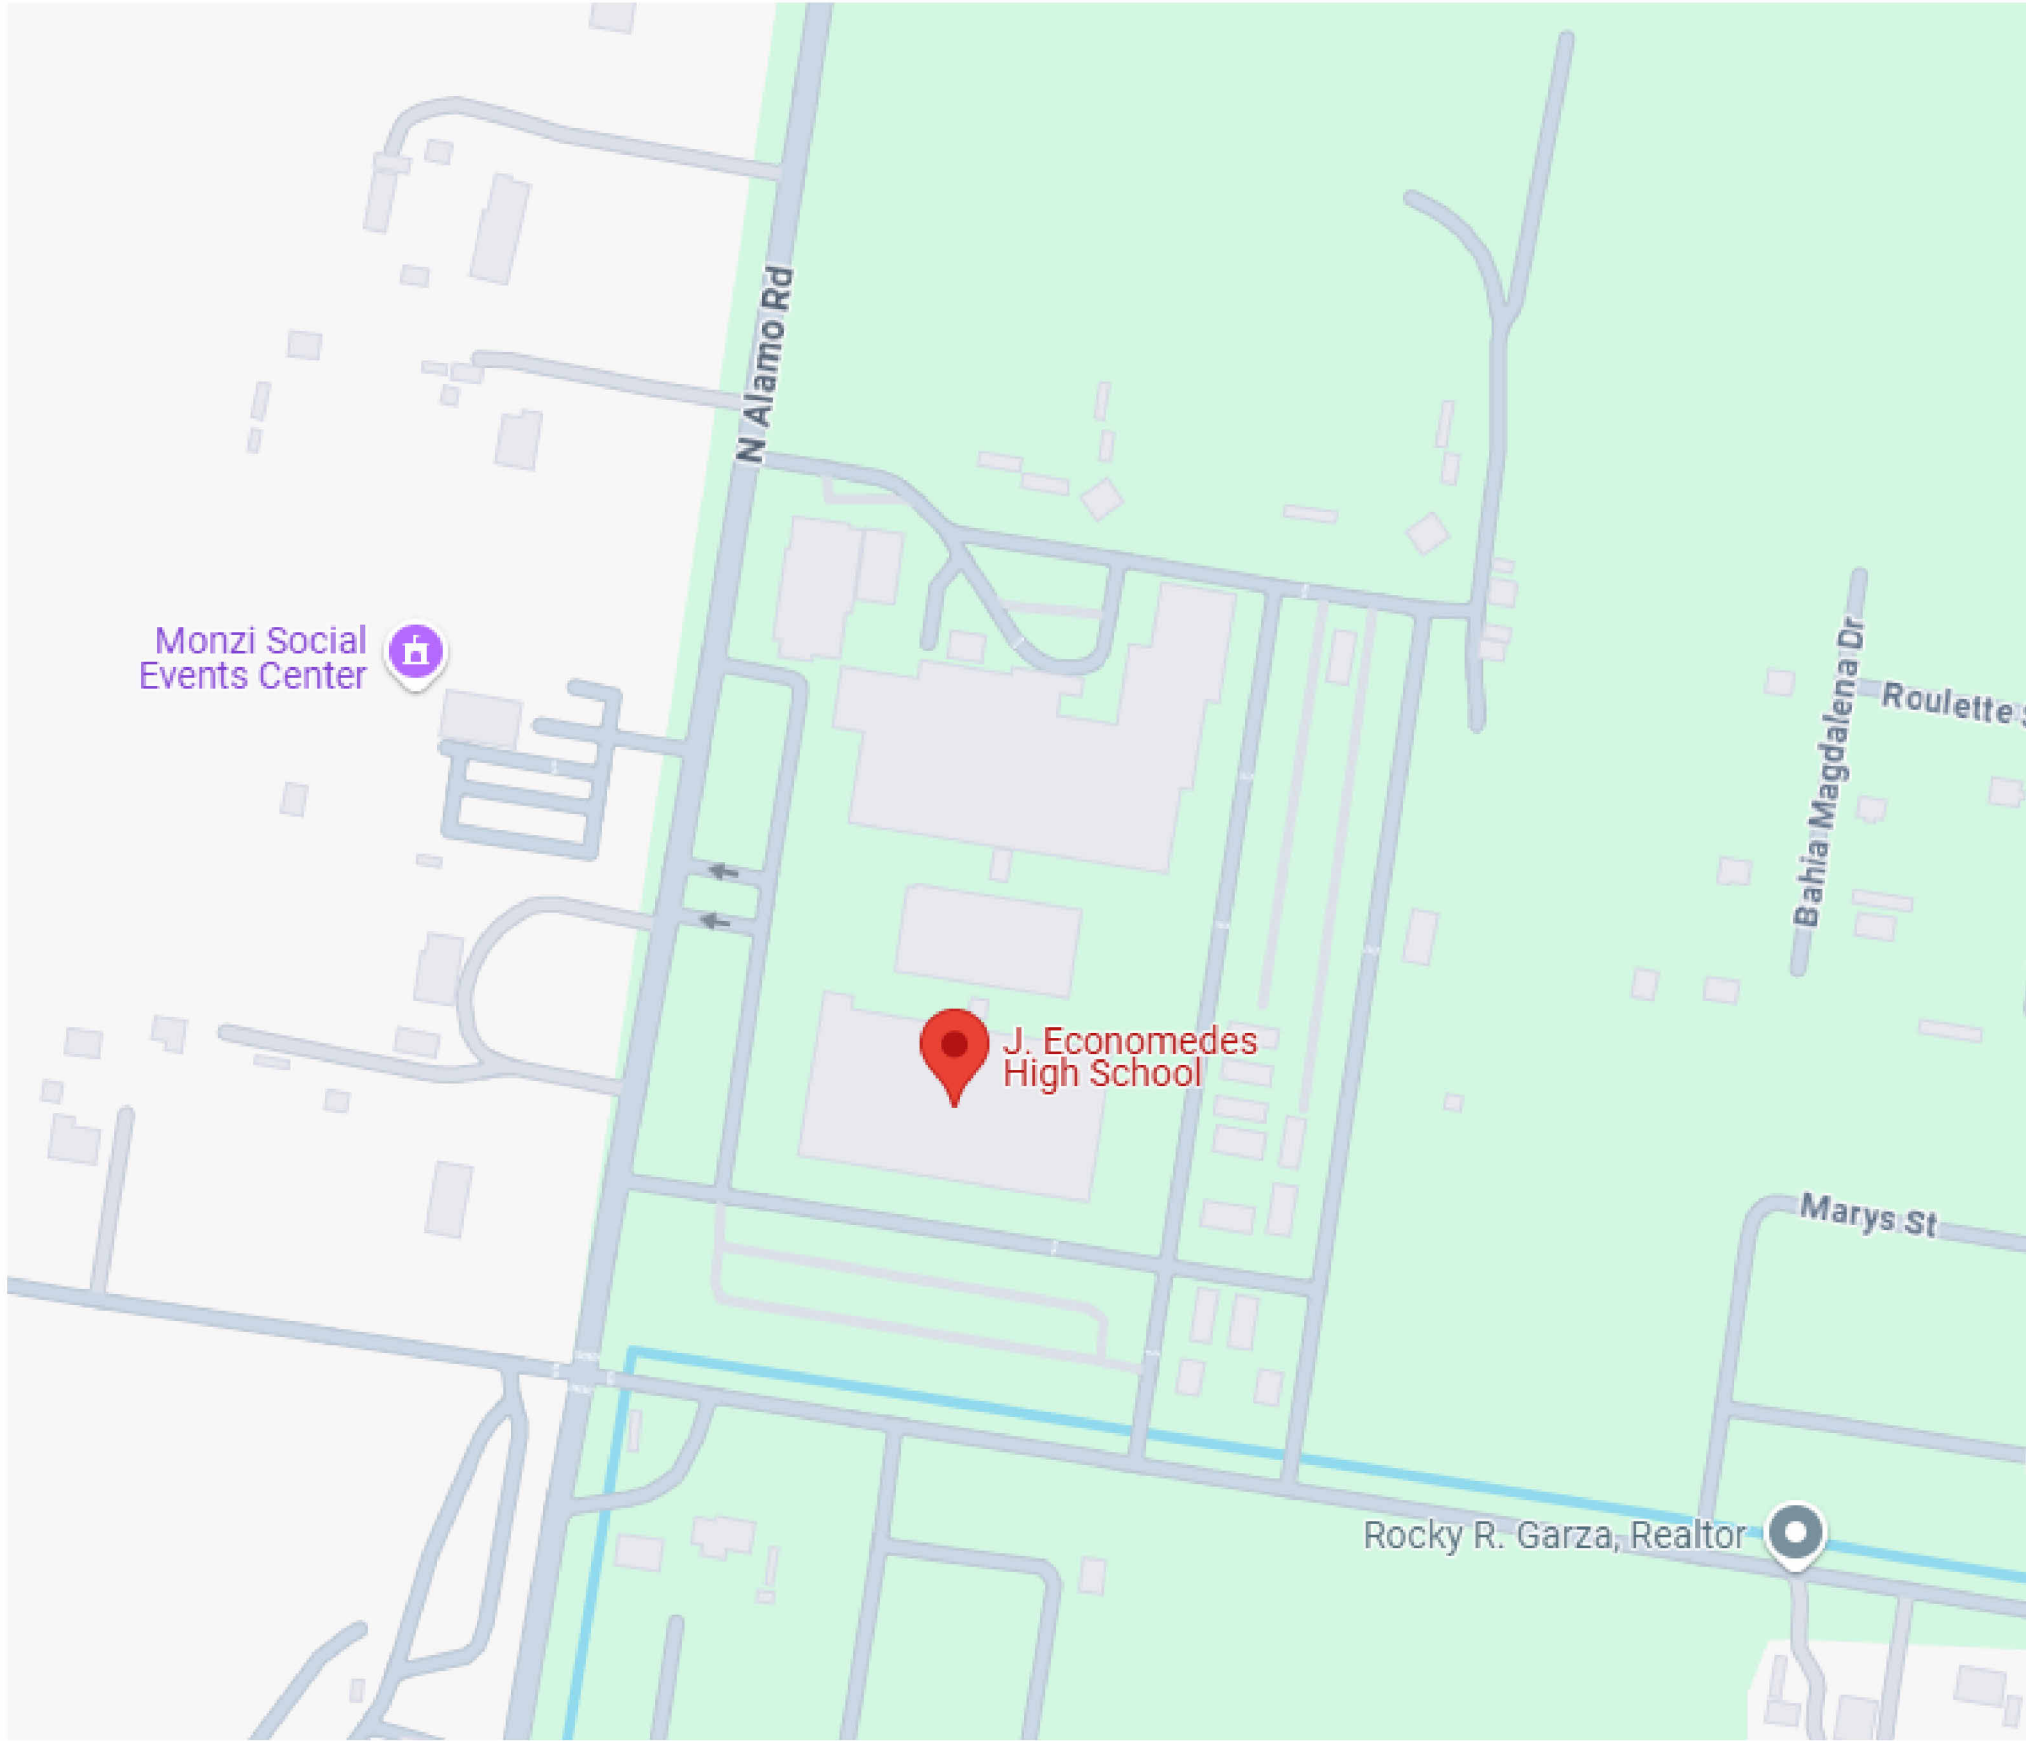 N Alamo Rd
Monzi Social
Events Center
Bahia Magdalena Dr
Roulette S
J. Economedes
High School
Marys St
Rocky R. Garza, Realtor